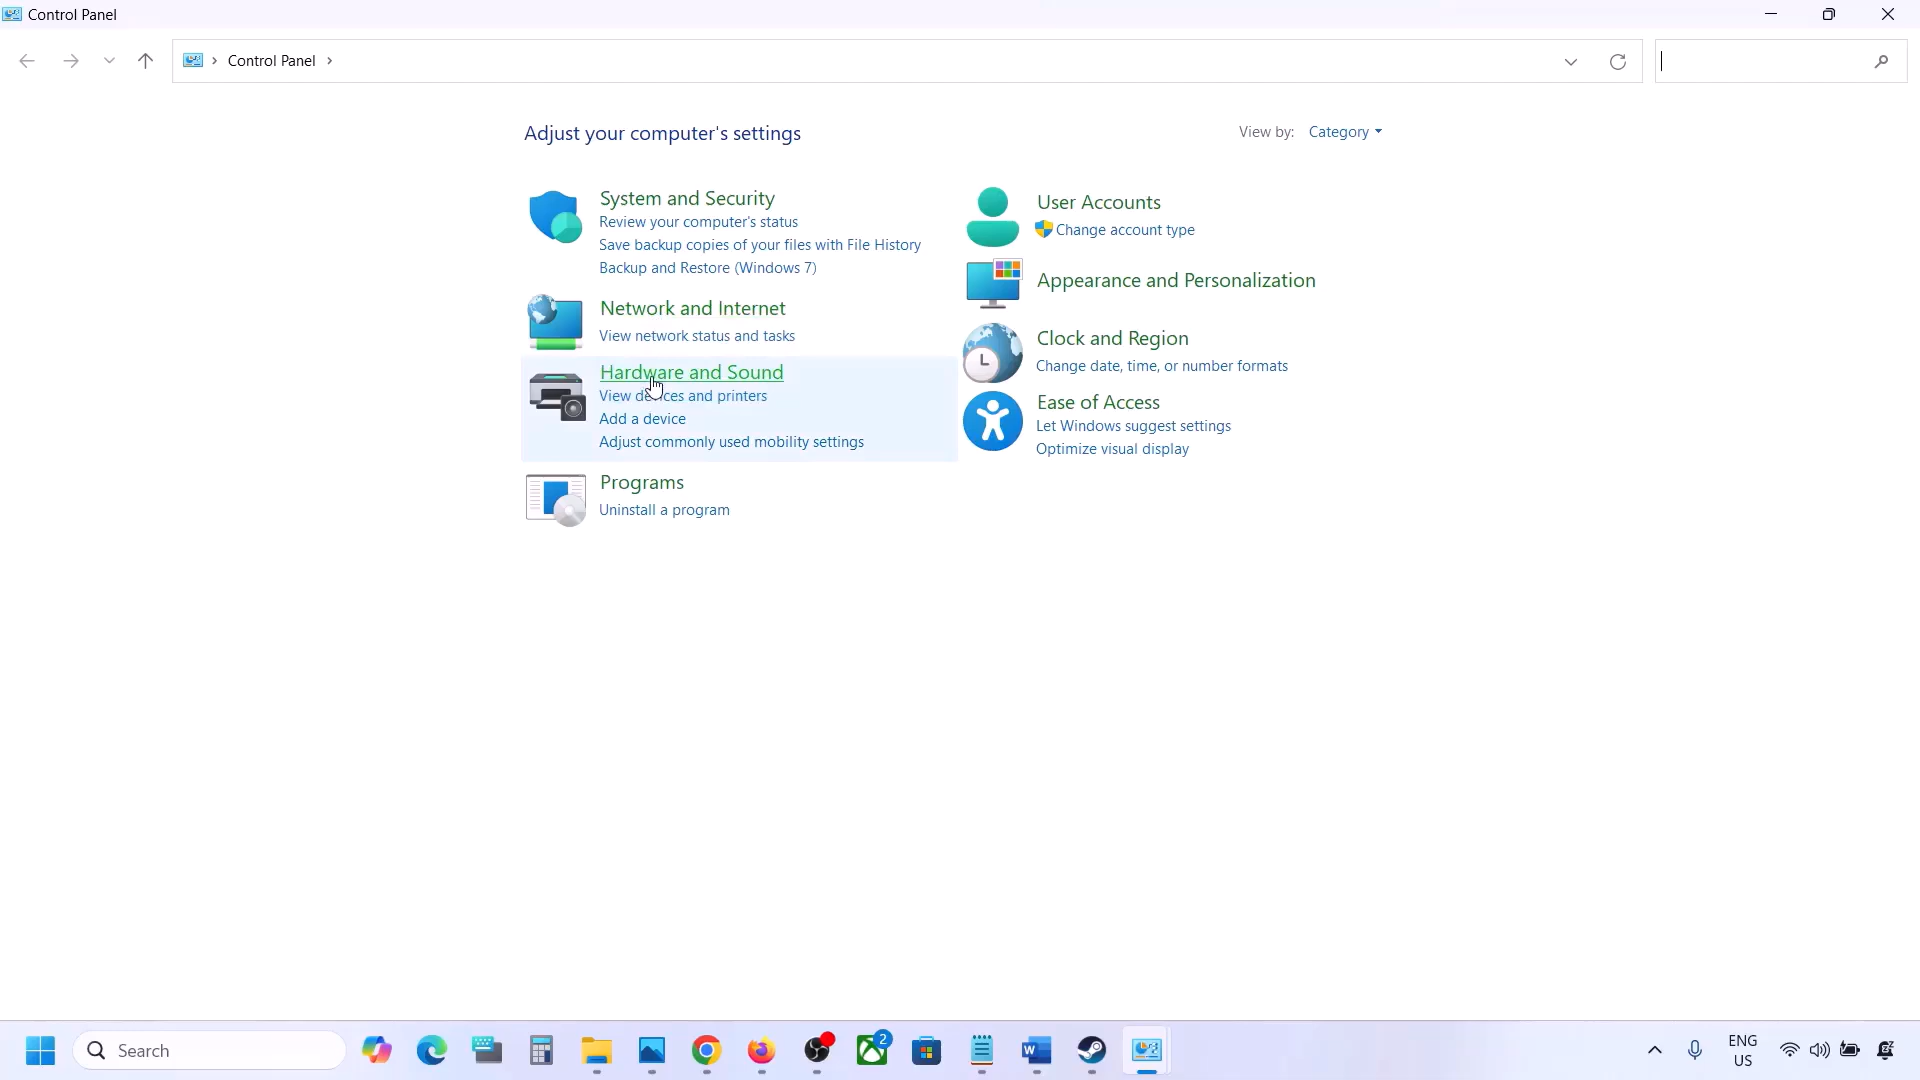 Control Panel
Control Panel
Adjust your computer's settings
View by: Category
System and Security
Review your computer's status
Save backup copies of your files with File History
Backup and Restore (Windows 7)
Network and Internet
View network status and tasks
Hardware and Sound
View devices and printers
Add a device
Adjust commonly used mobility settings
Programs
Uninstall a program
User Accounts
Change account type
Appearance and Personalization
Clock and Region
Change date, time, or number formats
Ease of Access
Let Windows suggest settings
Optimize visual display
Search
2
ENG
US